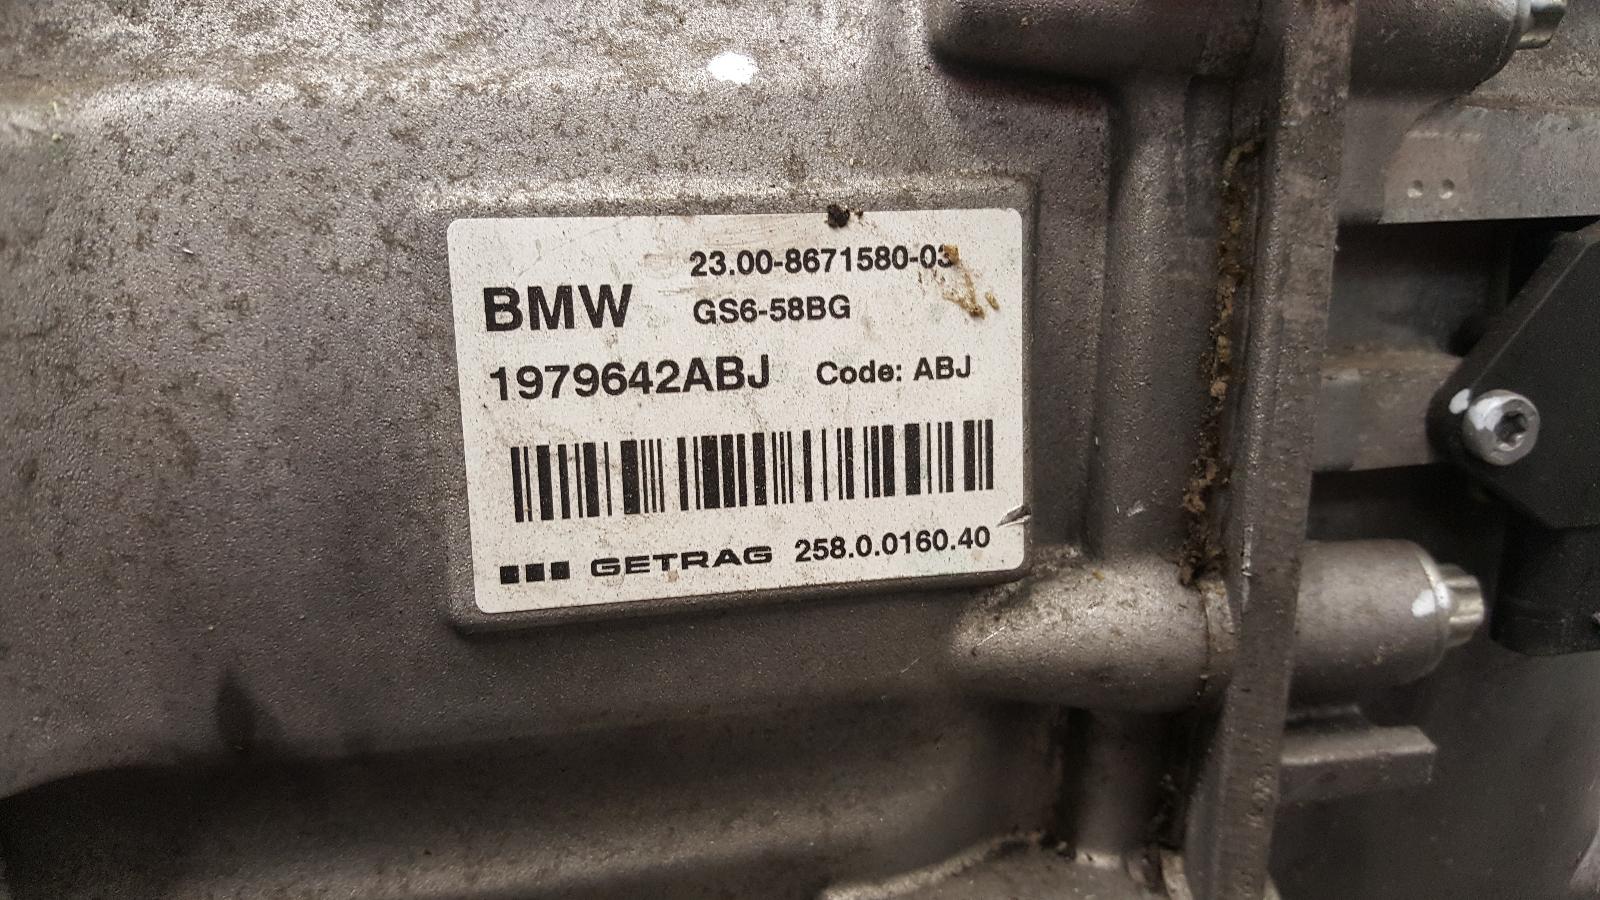 23.00-8671580-03
BMW GS6-58BG
1979642ABJ Code: ABJ
GETRAG 258.0.0160.40